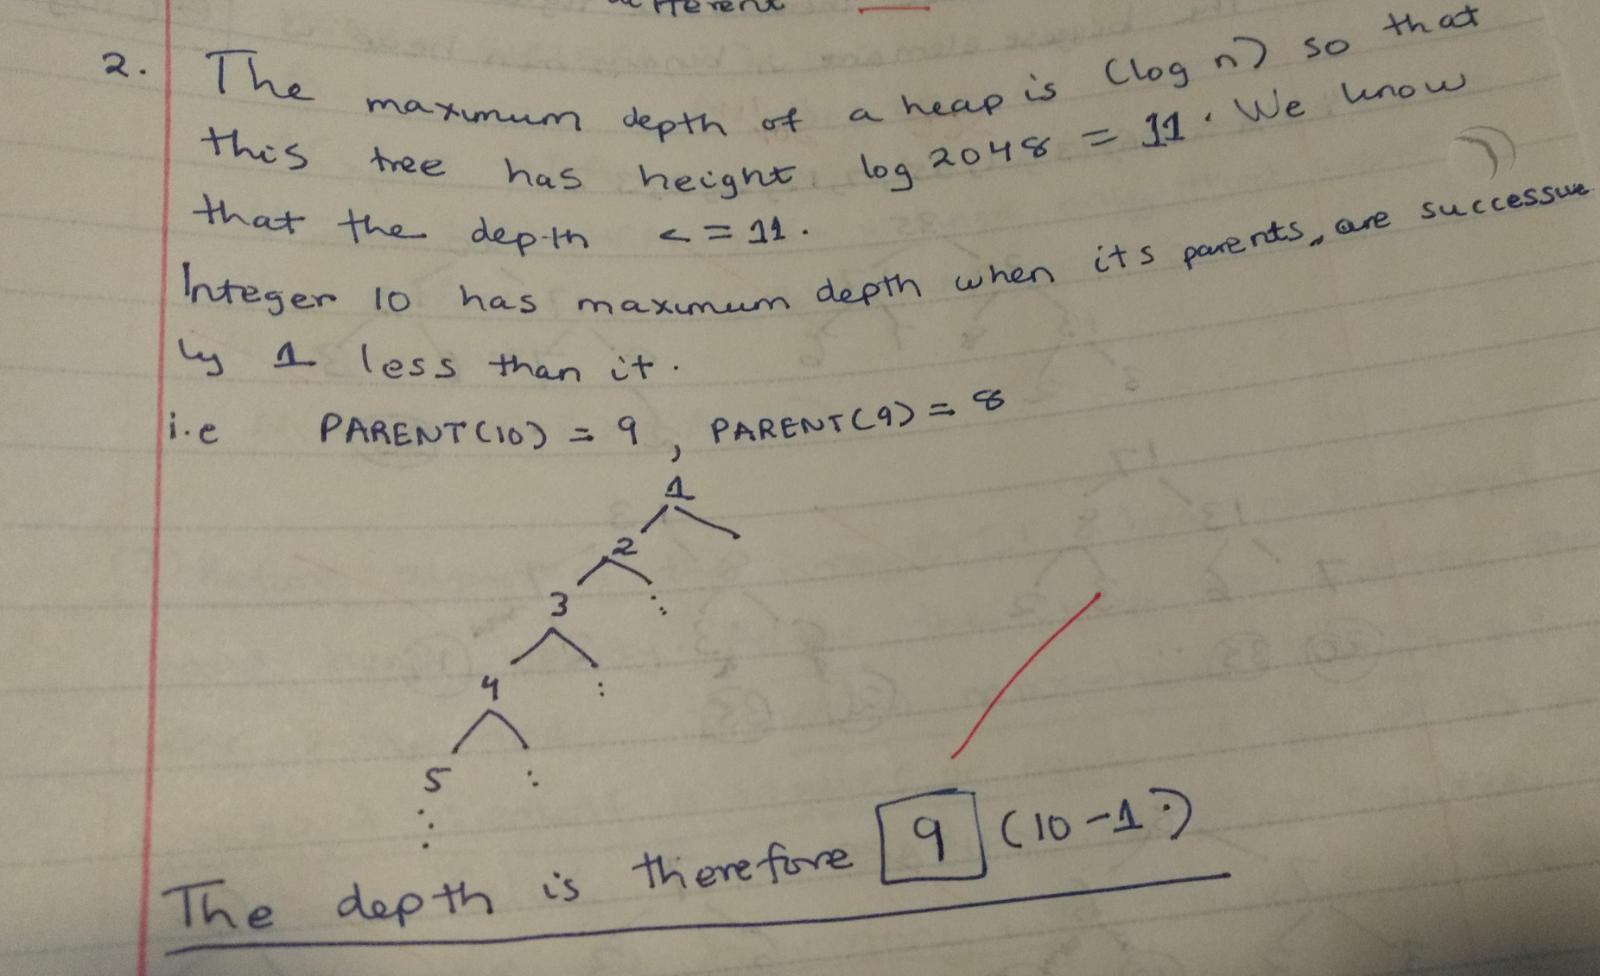 different
2. The maximum depth of a heap is (log n) so that
this tree has height log 2048 = 11. We know
that the depth <= 11.
Integer 10 has maximum depth when its parents, are successive
ly 1 less than it.
i.e PARENT(10) = 9, PARENT(9) = 8
1
2
3
4
5
The depth is therefore 9 (10-1)